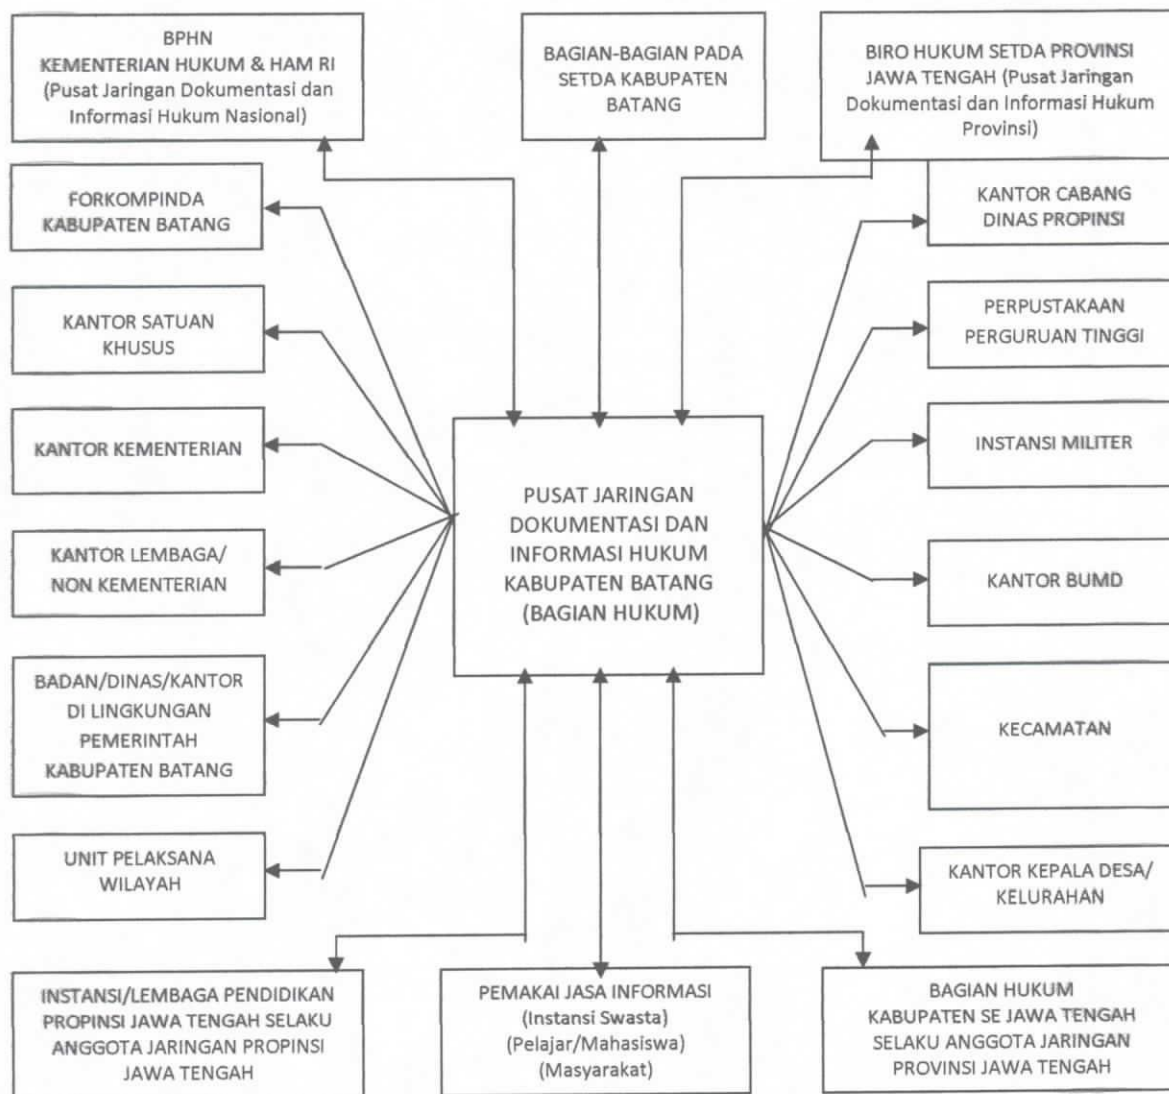 BPHN
KEMENTERIAN HUKUM & HAM RI
(Pusat Jaringan Dokumentasi dan
Informasi Hukum Nasional)
BAGIAN-BAGIAN PADA
SETDA KABUPATEN
BATANG
BIRO HUKUM SETDA PROVINSI
JAWA TENGAH (Pusat Jaringan
Dokumentasi dan Informasi Hukum
Provinsi)
FORKOMPINDA
KABUPATEN BATANG
KANTOR CABANG
DINAS PROPINSI
KANTOR SATUAN
KHUSUS
PERPUSTAKAAN
PERGURUAN TINGGI
KANTOR KEMENTERIAN
INSTANSI MILITER
PUSAT JARINGAN
DOKUMENTASI DAN
INFORMASI HUKUM
KABUPATEN BATANG
(BAGIAN HUKUM)
KANTOR LEMBAGA/
NON KEMENTERIAN
KANTOR BUMD
BADAN/DINAS/KANTOR
DI LINGKUNGAN
PEMERINTAH
KABUPATEN BATANG
KECAMATAN
UNIT PELAKSANA
WILAYAH
KANTOR KEPALA DESA/
KELURAHAN
INSTANSI/LEMBAGA PENDIDIKAN
PROPINSI JAWA TENGAH SELAKU
ANGGOTA JARINGAN PROPINSI
JAWA TENGAH
PEMAKAI JASA INFORMASI
(Instansi Swasta)
(Pelajar/Mahasiswa)
(Masyarakat)
BAGIAN HUKUM
KABUPATEN SE JAWA TENGAH
SELAKU ANGGOTA JARINGAN
PROVINSI JAWA TENGAH